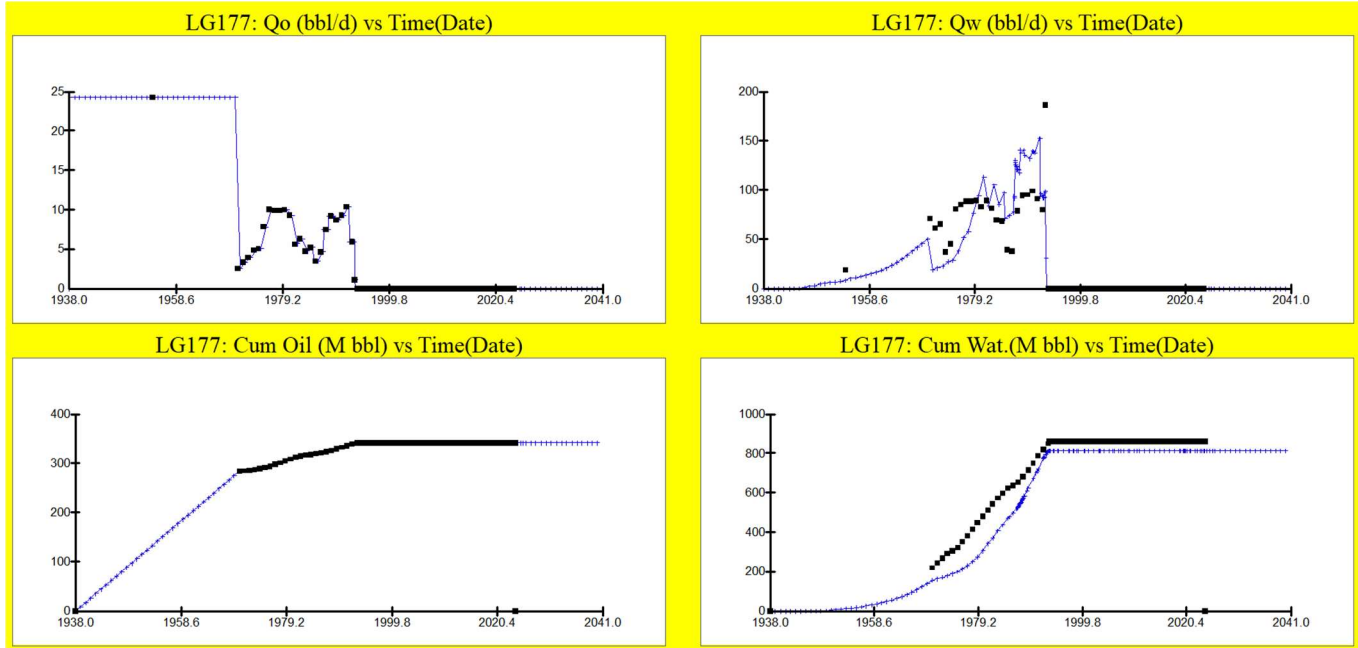 LG177: Qo (bbl/d) vs Time(Date)
25
20
15
10
5
0
1938.0 1958.6 1979.2 1999.8 2020.4 2041.0
LG177: Qw (bbl/d) vs Time(Date)
200
150
100
50
0
1938.0 1958.6 1979.2 1999.8 2020.4 2041.0
LG177: Cum Oil (M bbl) vs Time(Date)
400
300
200
100
0
1938.0 1958.6 1979.2 1999.8 2020.4 2041.0
LG177: Cum Wat.(M bbl) vs Time(Date)
1000
800
600
400
200
0
1938.0 1958.6 1979.2 1999.8 2020.4 2041.0